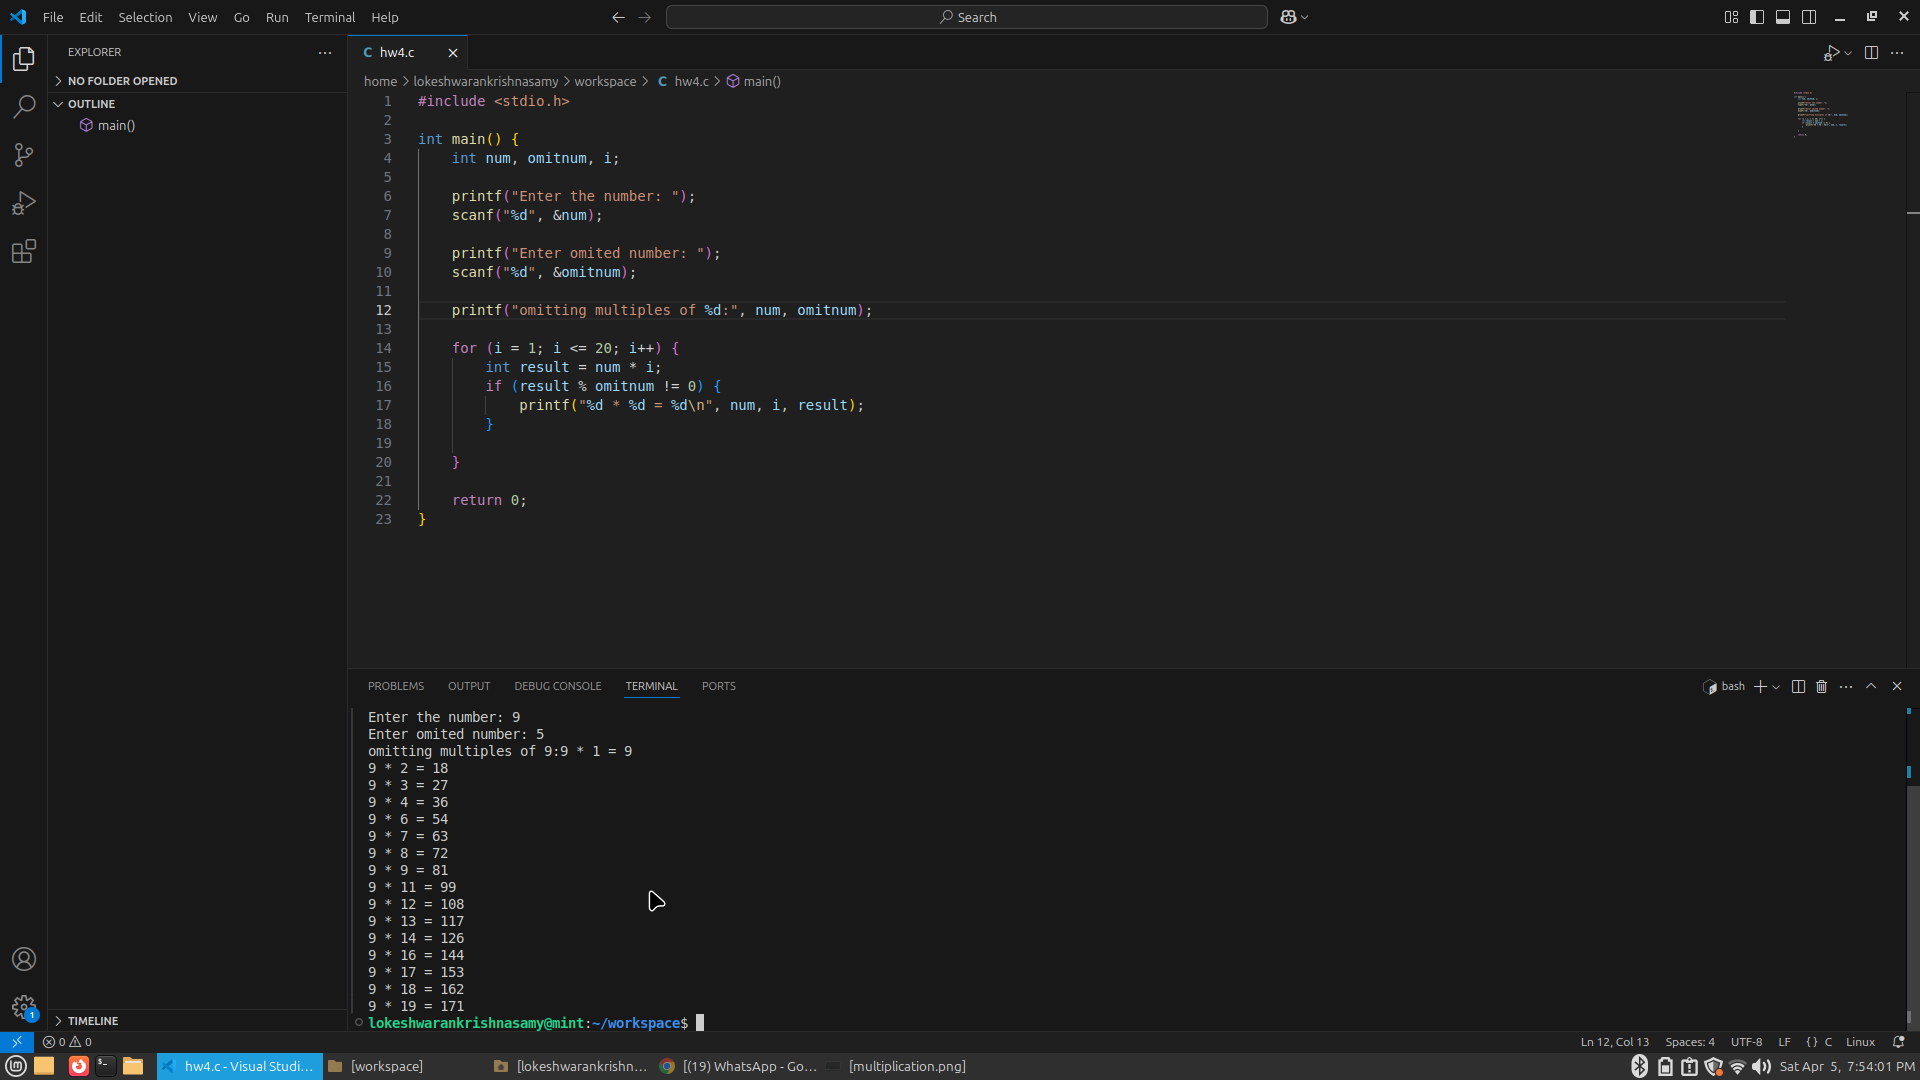 File Edit Selection View Go Run Terminal Help
Search
EXPLORER
NO FOLDER OPENED
OUTLINE
main()
hw4.c
home > lokeshwarankrishnasamy > workspace > C hw4.c > main()
1 #include <stdio.h>
2
3 int main() {
4 int num, omitnum, i;
5
6 printf("Enter the number: ");
7 scanf("%d", &num);
8
9 printf("Enter omited number: ");
10 scanf("%d", &omitnum);
11
12 printf("omitting multiples of %d:", num, omitnum);
13
14 for (i = 1; i <= 20; i++) {
15 int result = num * i;
16 if (result % omitnum != 0) {
17 printf("%d * %d = %d\n", num, i, result);
18 }
19
20 }
21
22 return 0;
23 }
PROBLEMS OUTPUT DEBUG CONSOLE TERMINAL PORTS
bash
Enter the number: 9
Enter omited number: 5
omitting multiples of 9:9 * 1 = 9
9 * 2 = 18
9 * 3 = 27
9 * 4 = 36
9 * 6 = 54
9 * 7 = 63
9 * 8 = 72
9 * 9 = 81
9 * 11 = 99
9 * 12 = 108
9 * 13 = 117
9 * 14 = 126
9 * 16 = 144
9 * 17 = 153
9 * 18 = 162
9 * 19 = 171
lokeshwarankrishnasamy@mint:~/workspace$
1
TIMELINE
0 0
Ln 12, Col 13 Spaces: 4 UTF-8 LF {} C Linux
hw4.c - Visual Studi... [workspace] [lokeshwarankrishn... [(19) WhatsApp - Go... [multiplication.png]
Sat Apr 5, 7:54:01 PM